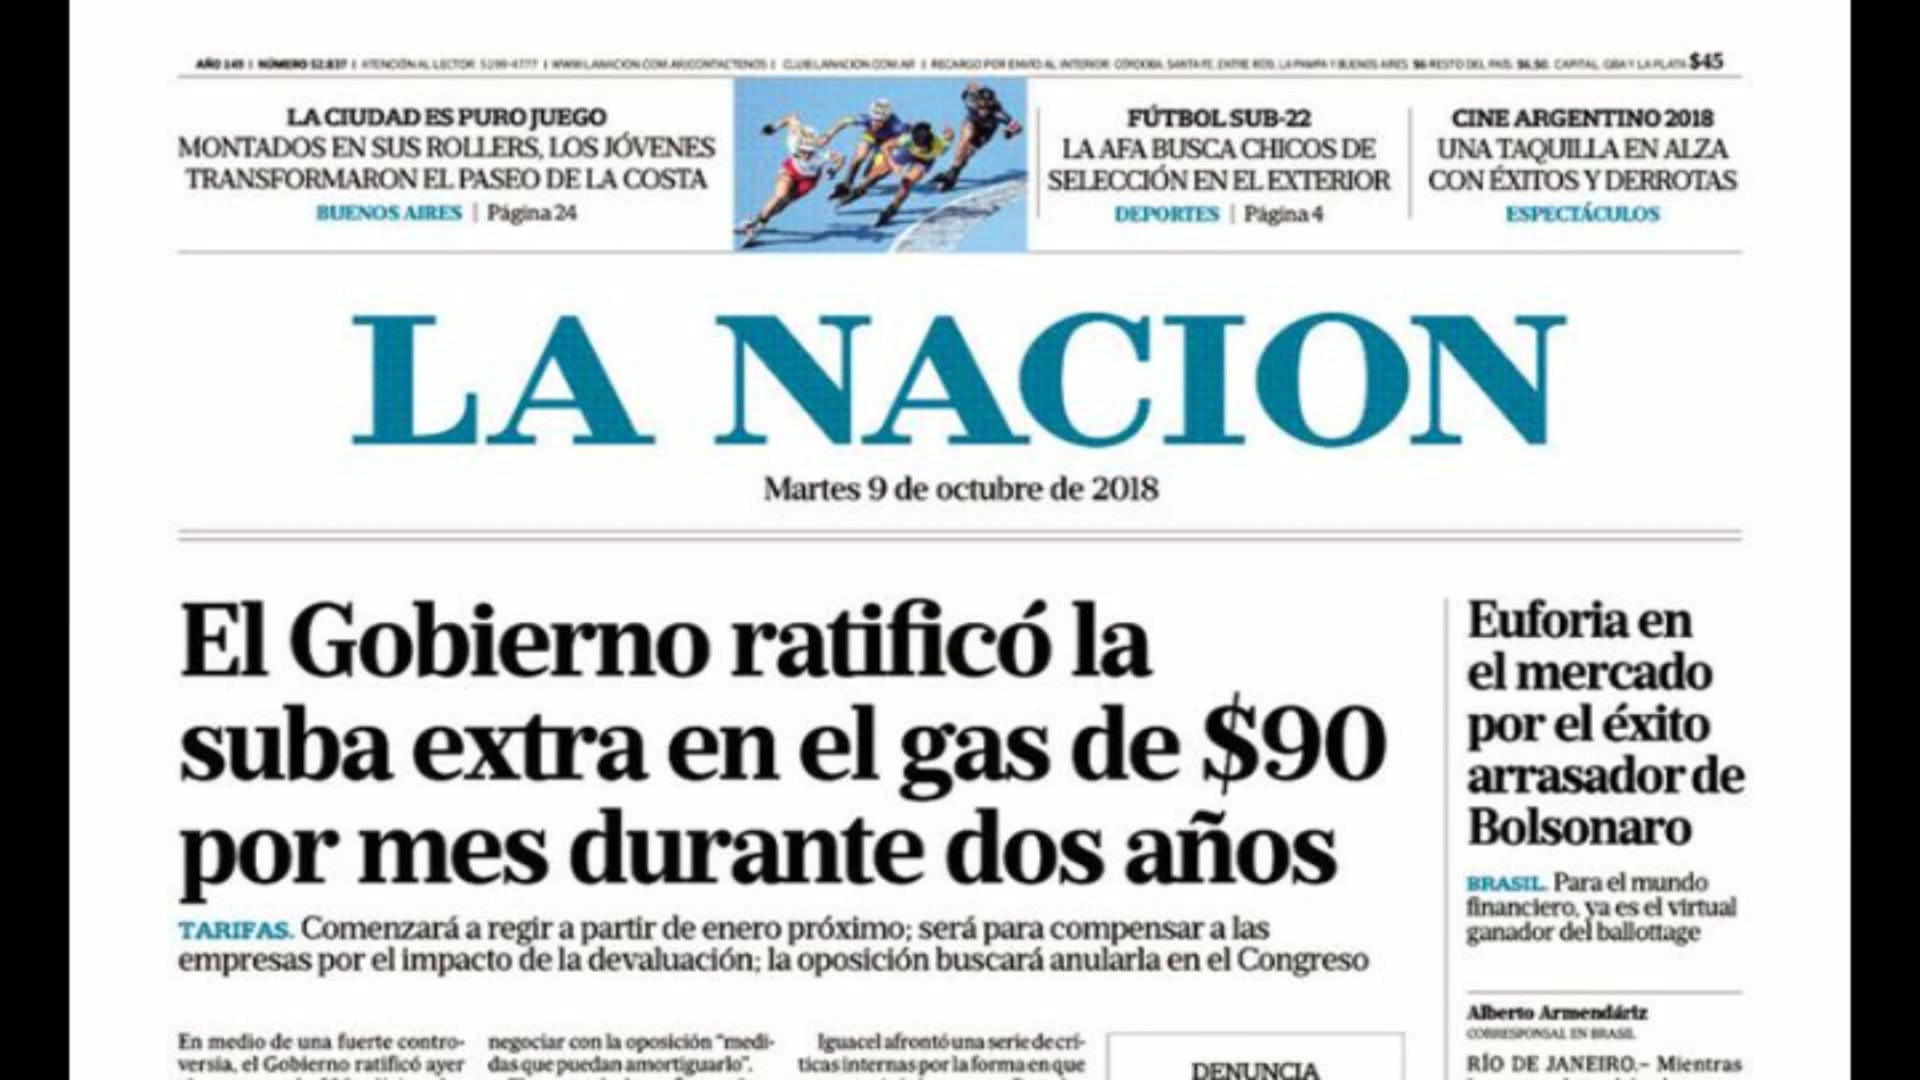 AÑO 149 | NÚMERO 52.837 | ATENCIÓN AL LECTOR: 5199-4777 | WWW.LANACION.COM.AR/CONTACTENOS | CLUB.LANACION.COM.AR | RECARGO POR ENVÍO AL INTERIOR: CÓRDOBA, SANTA FE, ENTRE RÍOS, LA PAMPA Y BUENOS AIRES: $6 RESTO DEL PAÍS: $6,50. CAPITAL, GBA Y LA PLATA $45
LA CIUDAD ES PURO JUEGO
MONTADOS EN SUS ROLLERS, LOS JÓVENES
TRANSFORMARON EL PASEO DE LA COSTA
BUENOS AIRES | Página 24
FÚTBOL SUB-22
LA AFA BUSCA CHICOS DE
SELECCIÓN EN EL EXTERIOR
DEPORTES | Página 4
CINE ARGENTINO 2018
UNA TAQUILLA EN ALZA
CON ÉXITOS Y DERROTAS
ESPECTÁCULOS
LA NACION
Martes 9 de octubre de 2018
El Gobierno ratificó la
suba extra en el gas de $90
por mes durante dos años
TARIFAS. Comenzará a regir a partir de enero próximo; será para compensar a las
empresas por el impacto de la devaluación; la oposición buscará anularla en el Congreso
En medio de una fuerte contro-
versia, el Gobierno ratificó ayer
negociar con la oposición "medi-
das que puedan amortiguarlo".
Iguacel afrontó una serie de crí-
ticas internas por la forma en que
DENUNCIA
Euforia en
el mercado
por el éxito
arrasador de
Bolsonaro
BRASIL. Para el mundo
financiero, ya es el virtual
ganador del ballottage
Alberto Armendáriz
CORRESPONSAL EN BRASIL
RÍO DE JANEIRO.– Mientras